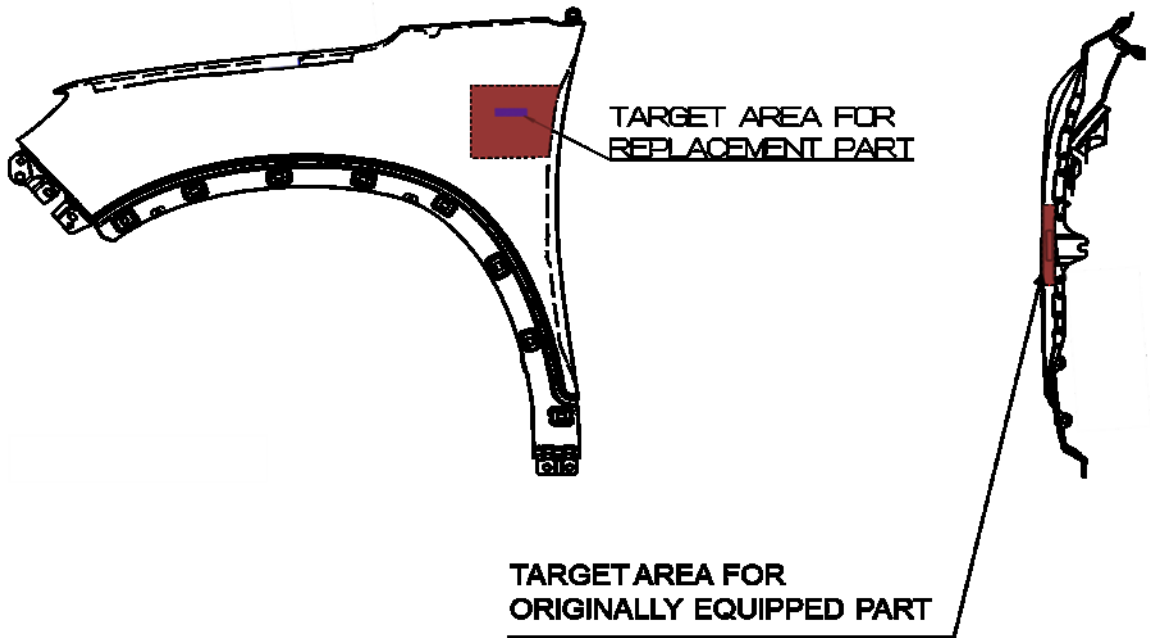 TARGET AREA FOR
REPLACEMENT PART
TARGET AREA FOR
ORIGINALLY EQUIPPED PART